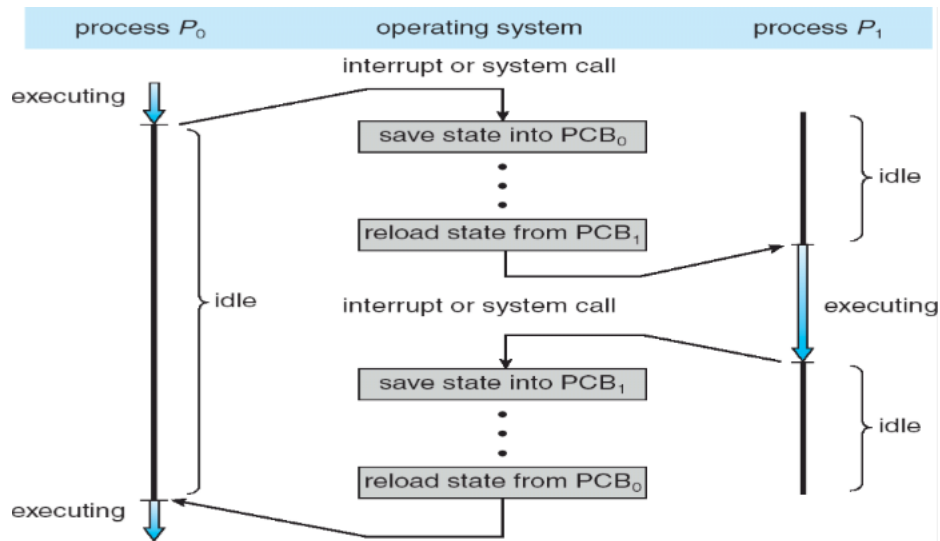 process P0 operating system process P1
interrupt or system call
executing
save state into PCB0
idle
reload state from PCB1
idle
interrupt or system call
executing
save state into PCB1
idle
reload state from PCB0
executing